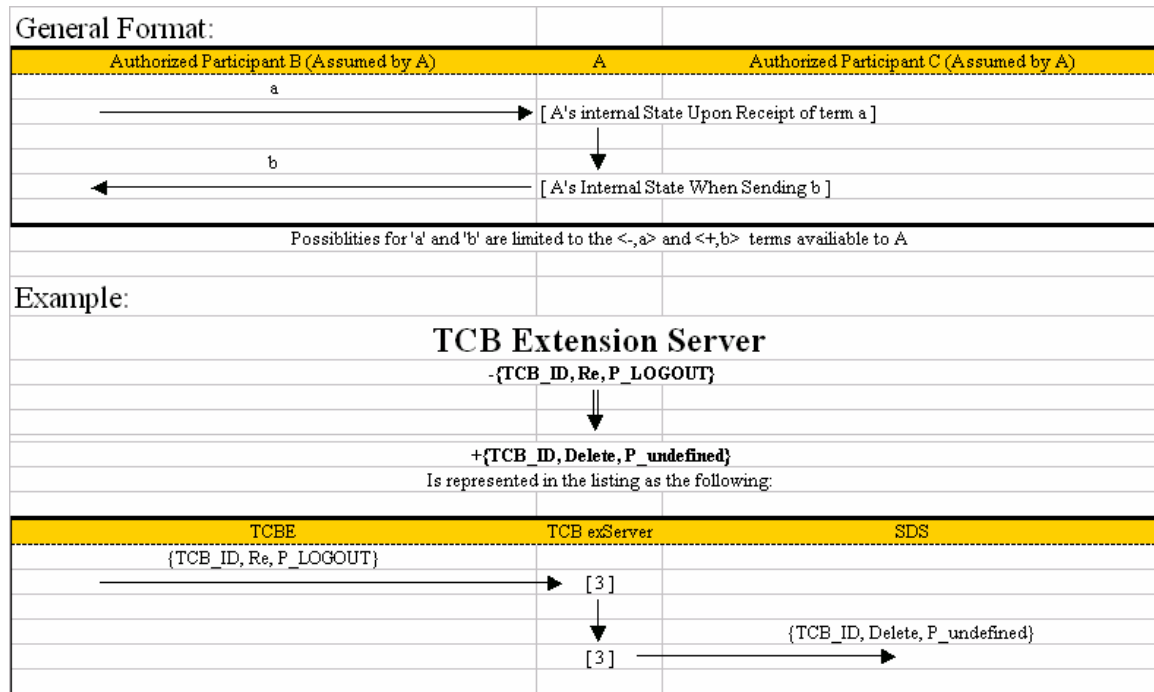 General Format:
Authorized Participant B (Assumed by A) A Authorized Participant C (Assumed by A)
a
[ A's internal State Upon Receipt of term a ]
b
[ A's Internal State When Sending b ]
Possiblities for 'a' and 'b' are limited to the <-,a> and <+,b> terms availiable to A
Example:
TCB Extension Server
-{TCB_ID, Re, P_LOGOUT}
+{TCB_ID, Delete, P_undefined}
Is represented in the listing as the following:
TCBE TCB exServer SDS
{TCB_ID, Re, P_LOGOUT}
[ 3 ]
{TCB_ID, Delete, P_undefined}
[ 3 ]